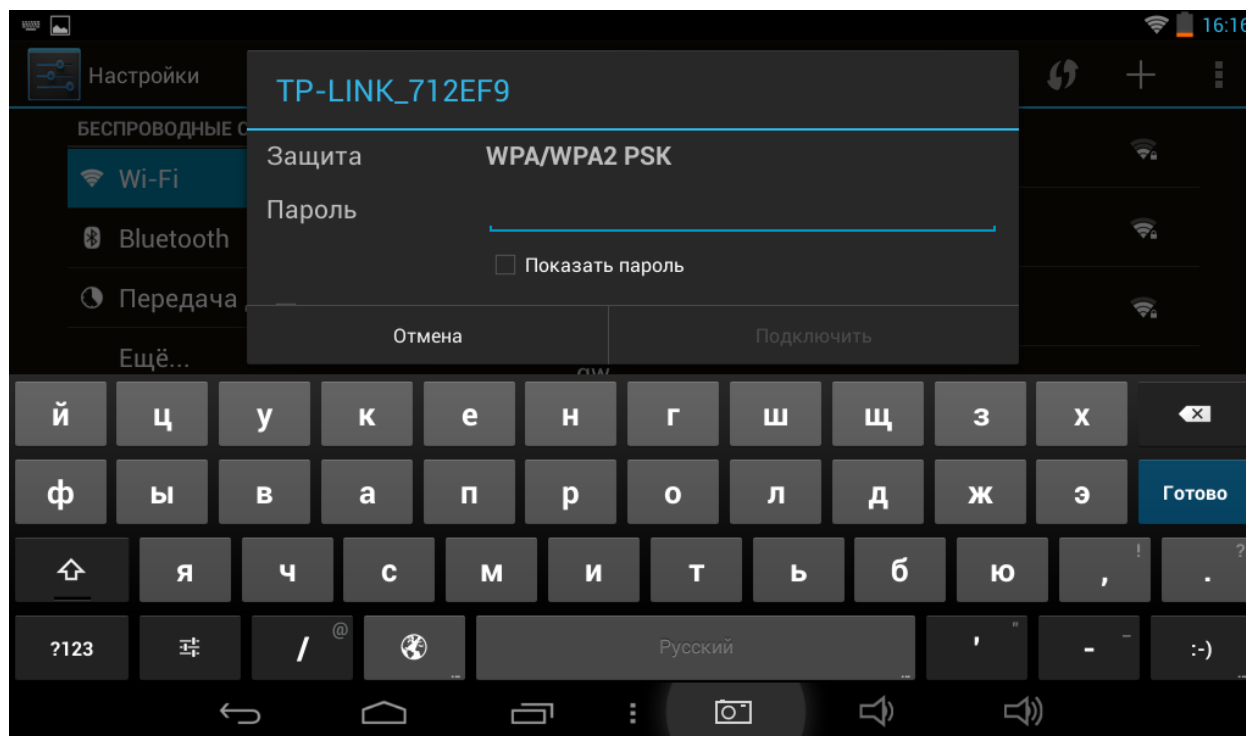 16:16
Настройки
TP-LINK_712EF9
БЕСПРОВОДНЫЕ С
Защита WPA/WPA2 PSK
Wi-Fi
Пароль
Bluetooth
Показать пароль
Передача
Отмена Подключить
Ещё...
й ц у к е н г ш щ з х
ф ы в а п р о л д ж э Готово
я ч с м и т ь б ю , ! . ?
?123 / @ Русский ' " - _ :-)